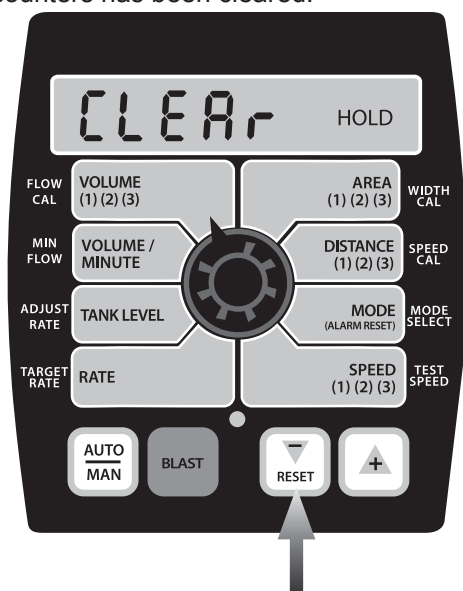 counters has been cleared.
CLEAr HOLD
FLOW CAL
VOLUME
(1) (2) (3)
AREA
(1) (2) (3)
WIDTH CAL
MIN FLOW
VOLUME /
MINUTE
DISTANCE
(1) (2) (3)
SPEED CAL
ADJUST RATE
TANK LEVEL
MODE
(ALARM RESET)
MODE SELECT
TARGET RATE
RATE
SPEED
(1) (2) (3)
TEST SPEED
AUTO
MAN
BLAST
–
RESET
+